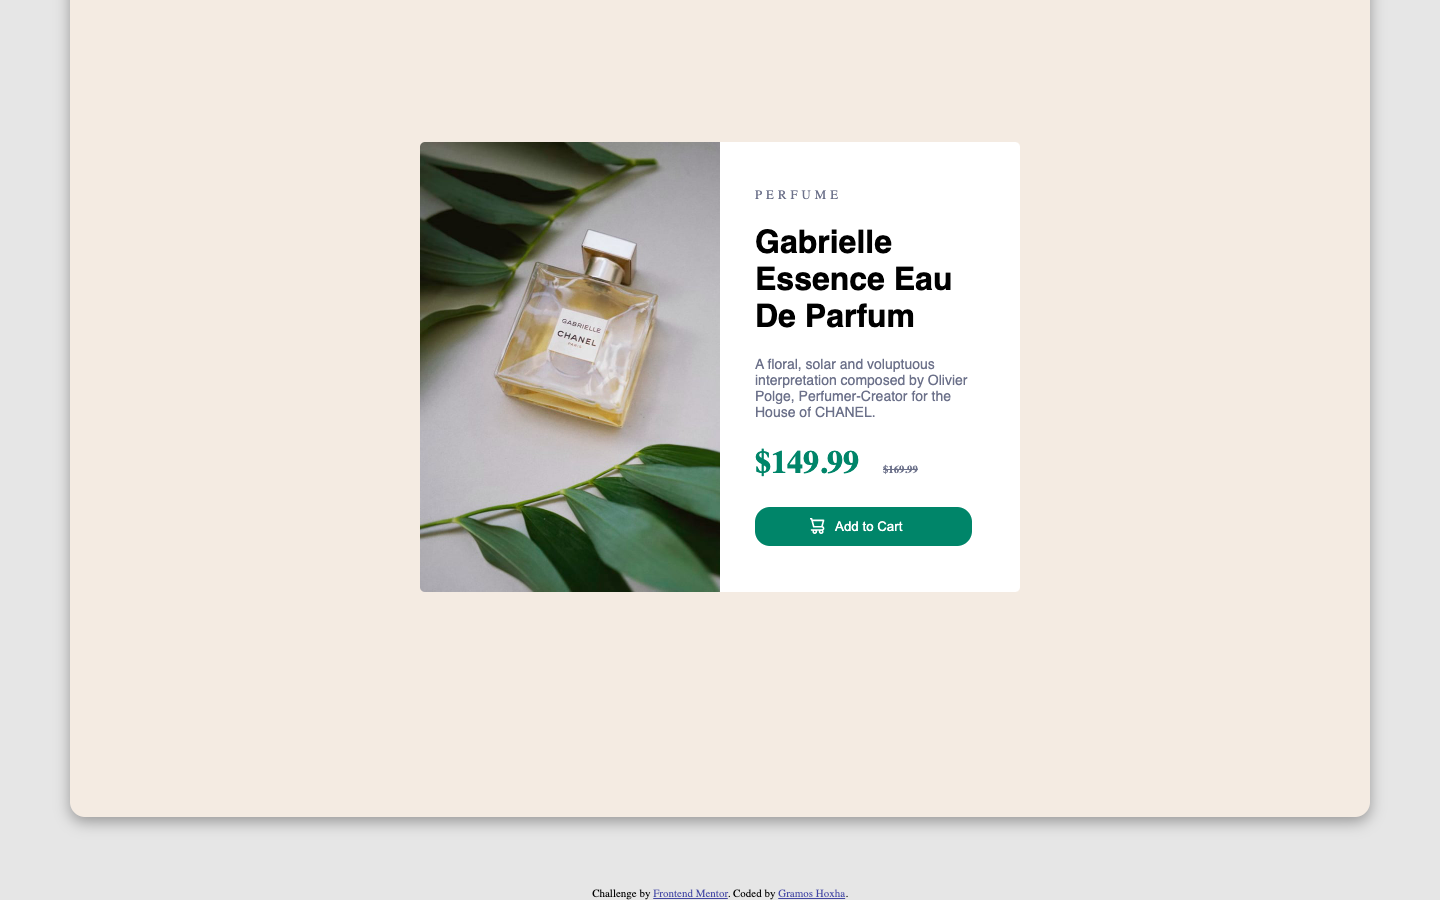 PERFUME
Gabrielle
Essence Eau
De Parfum
A floral, solar and voluptuous
interpretation composed by Olivier
Polge, Perfumer-Creator for the
House of CHANEL.
$149.99 $169.99
Add to Cart
GABRIELLE
CHANEL
PARIS
Challenge by Frontend Mentor. Coded by Gramos Hoxha.